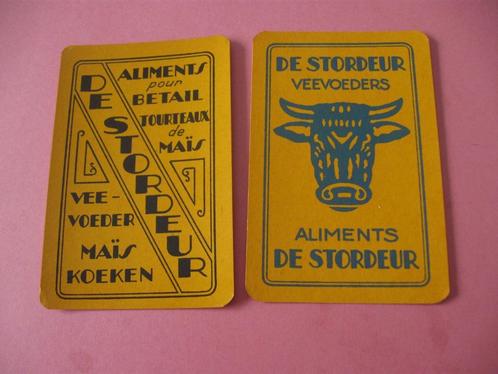 DE STORDEUR
ALIMENTS
pour
BETAIL
TOURTEAUX
de
MAÏS
VEE-
VOEDER
MAÏS
KOEKEN
DE STORDEUR
VEEVOEDERS
ALIMENTS
DE STORDEUR